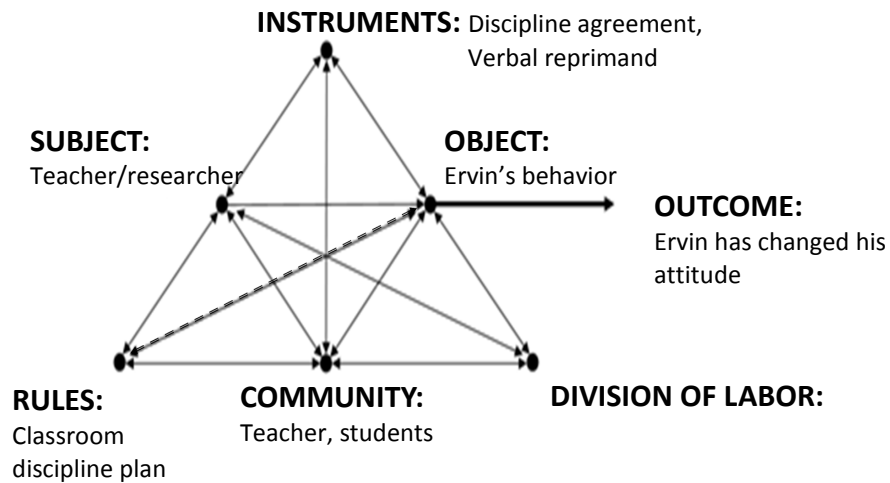 INSTRUMENTS: Discipline agreement,
Verbal reprimand
SUBJECT:
Teacher/researcher
OBJECT:
Ervin's behavior
OUTCOME:
Ervin has changed his
attitude
RULES:
Classroom
discipline plan
COMMUNITY:
Teacher, students
DIVISION OF LABOR: